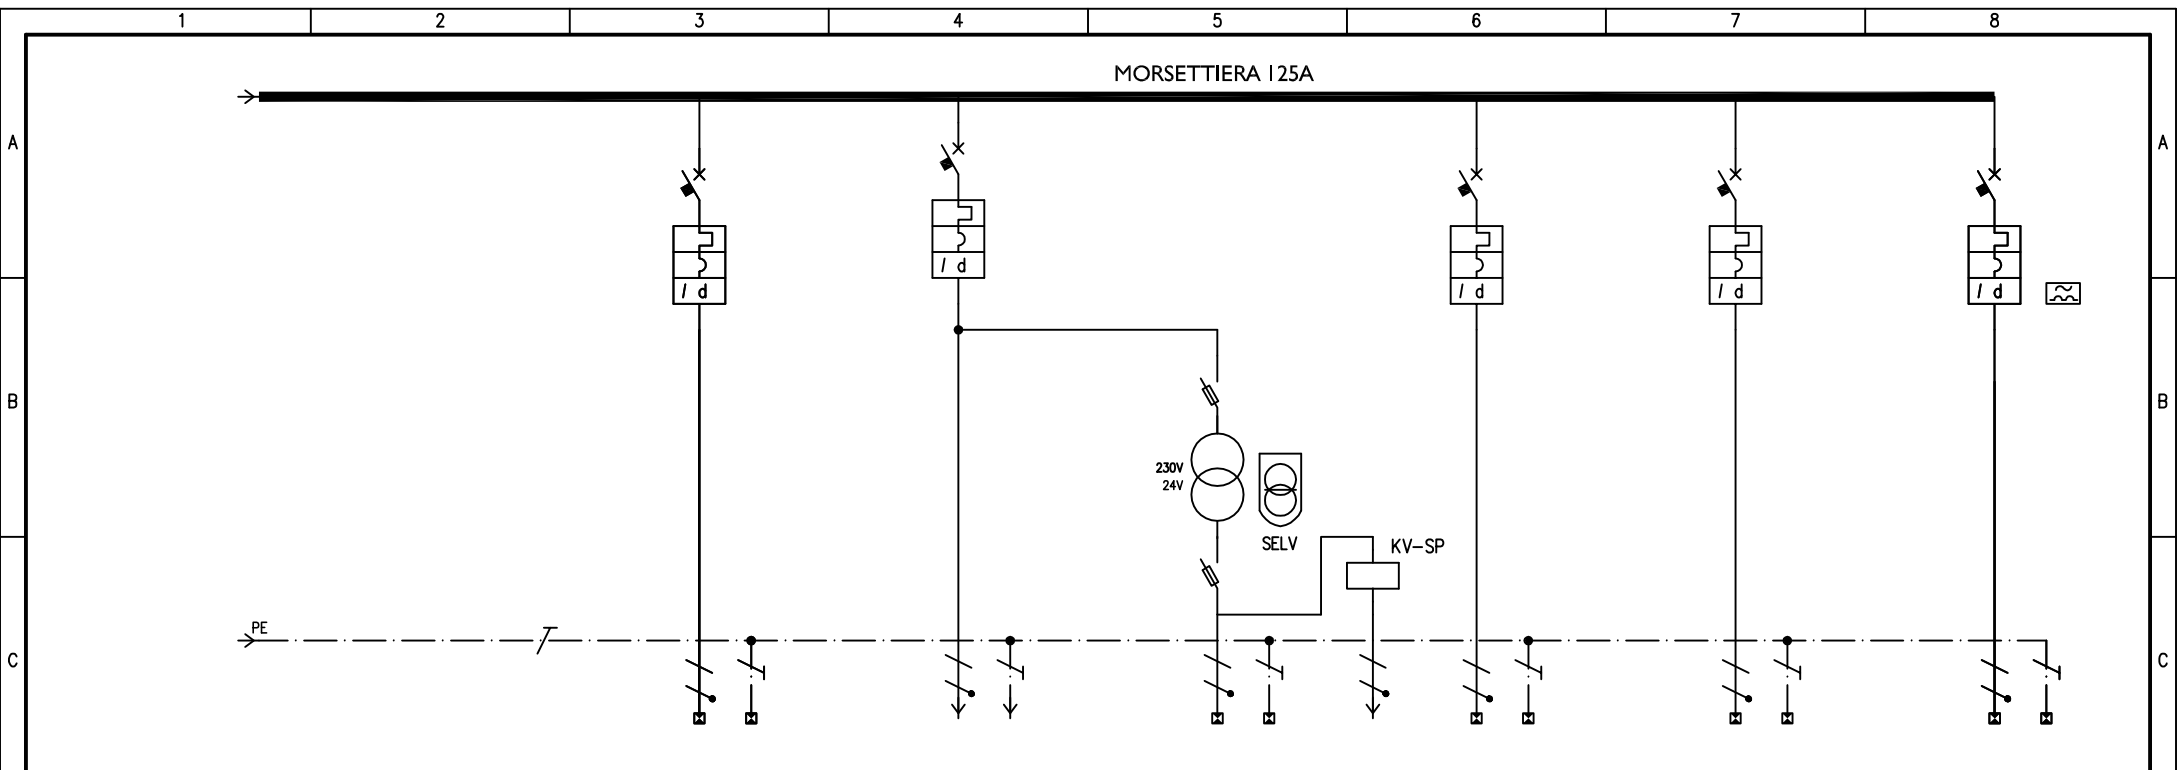 1 2 3 4 5 6 7 8
MORSETTIERA 125A
A A
I d I d I d I d I d
B B
230V
24V
SELV
KV-SP
PE
C C